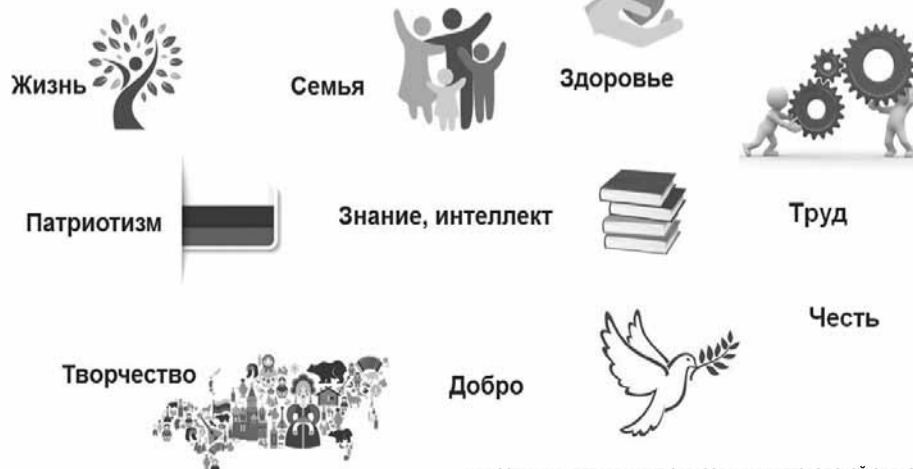 Жизнь
Семья
Здоровье
Патриотизм
Знание, интеллект
Труд
Честь
Творчество
Добро